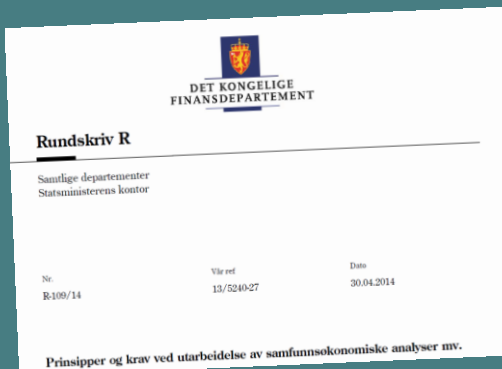 DET KONGELIGE
FINANSDEPARTEMENT
Rundskriv R
Samtlige departementer
Statsministerens kontor
Nr.
Vår ref
Dato
R-109/14
13/5240-27
30.04.2014
Prinsipper og krav ved utarbeidelse av samfunnsøkonomiske analyser mv.